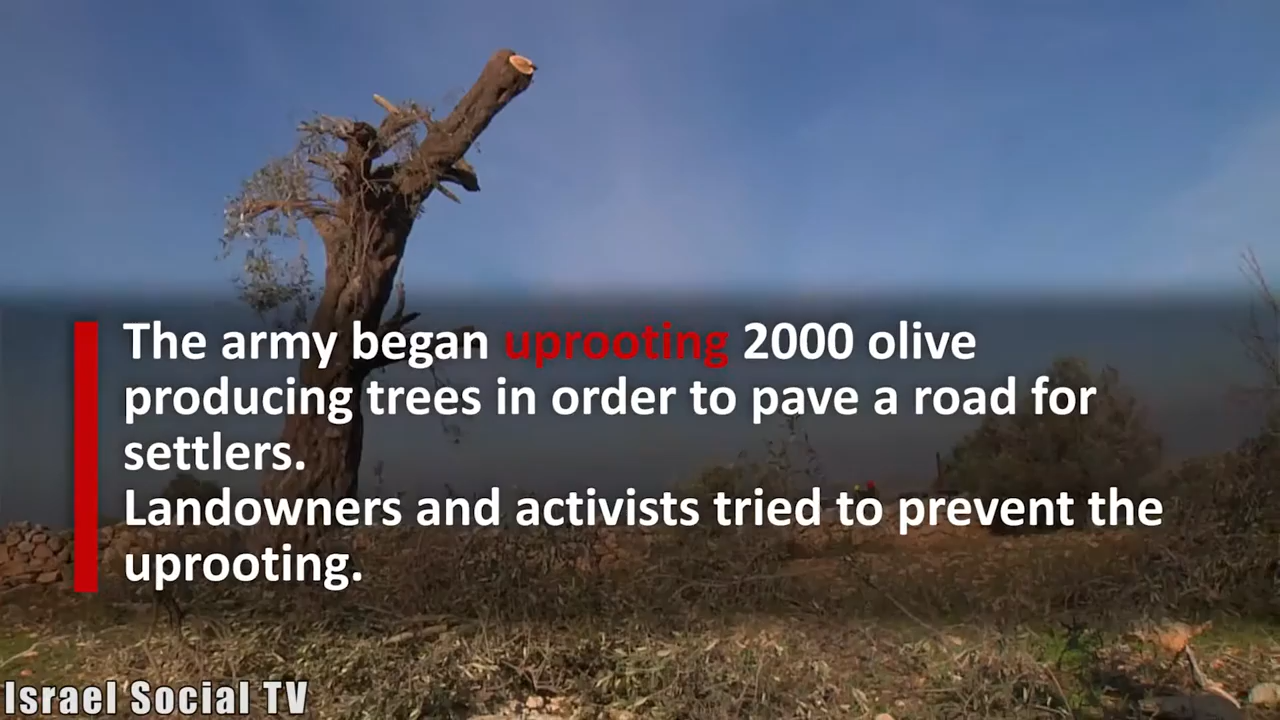 The army began uprooting 2000 olive
producing trees in order to pave a road for
settlers.
Landowners and activists tried to prevent the
uprooting.
Israel Social TV